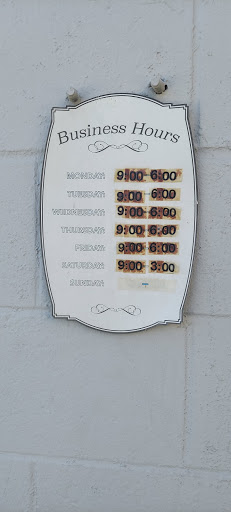 Business Hours
MONDAY: 9:00 - 6:00
TUESDAY: 9:00 - 6:00
WEDNESDAY: 9:00 - 6:00
THURSDAY: 9:00 - 6:00
FRIDAY: 9:00 - 6:00
SATURDAY: 9:00 - 3:00
SUNDAY: -